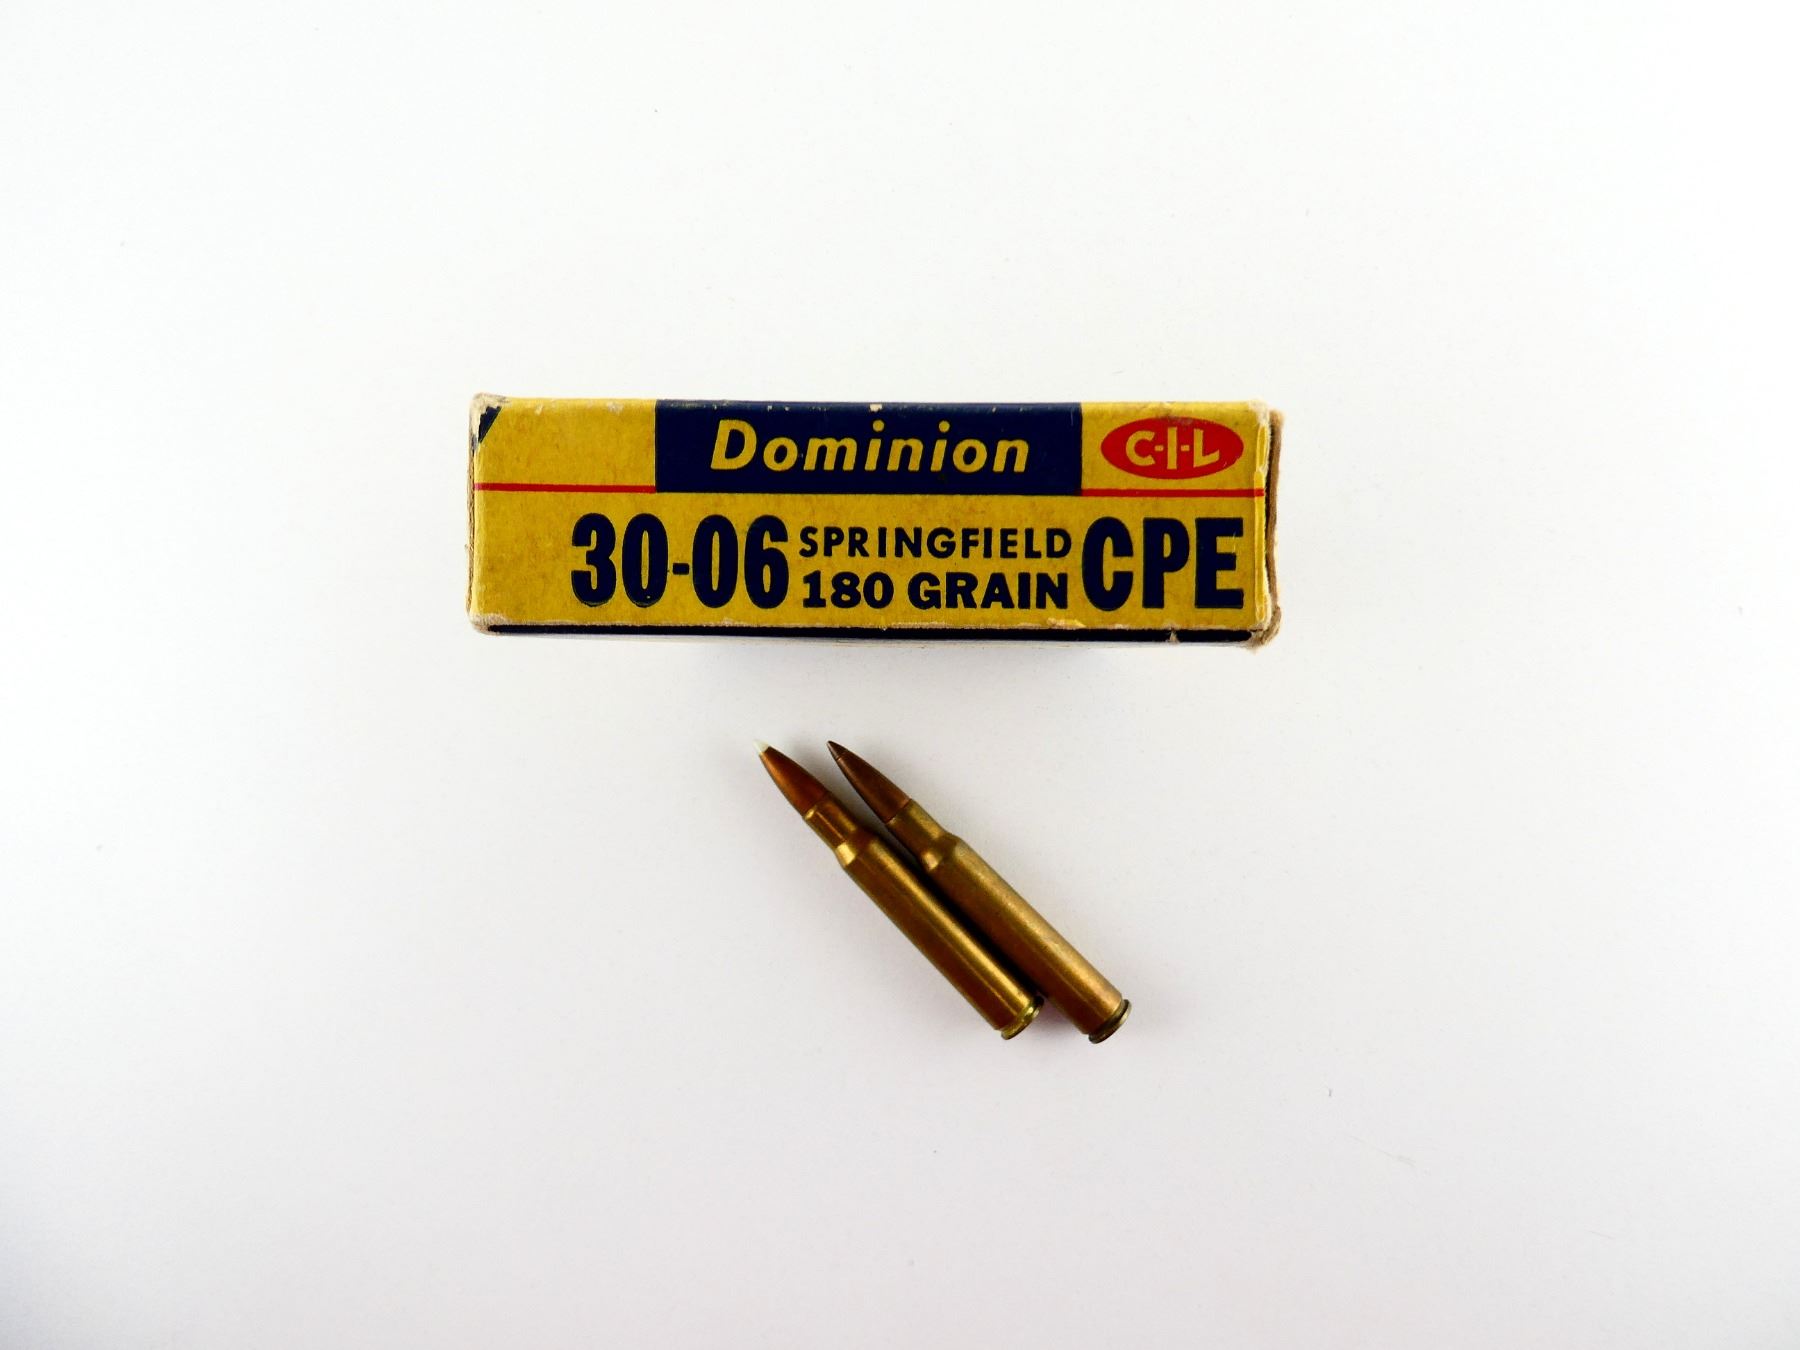 Dominion
C-I-L
30-06 SPRINGFIELD 180 GRAIN CPE